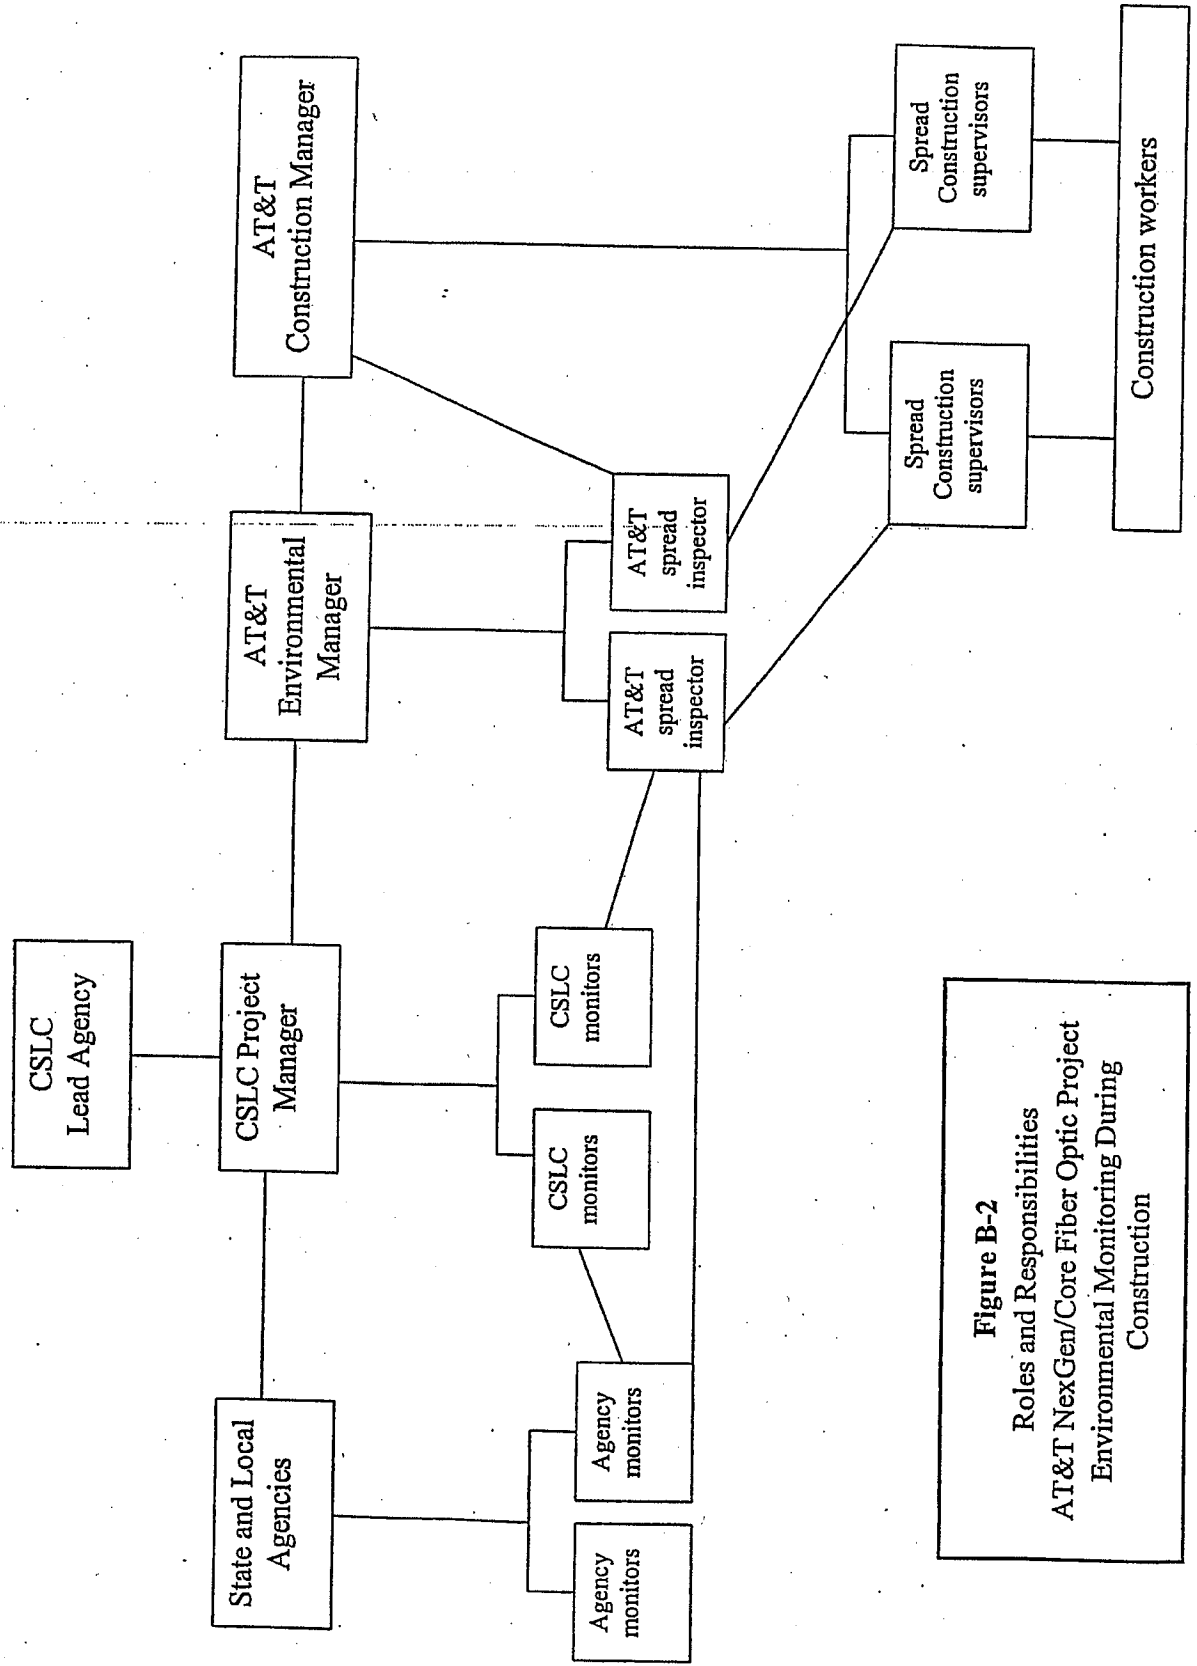 CSLC
Lead Agency
State and Local
Agencies
CSLC Project
Manager
AT&T
Environmental
Manager
AT&T
Construction Manager
Agency
monitors
Agency
monitors
CSLC
monitors
CSLC
monitors
AT&T
spread
inspector
AT&T
spread
inspector
Spread
Construction
supervisors
Spread
Construction
supervisors
Construction workers
Figure B-2
Roles and Responsibilities
AT&T NexGen/Core Fiber Optic Project
Environmental Monitoring During
Construction